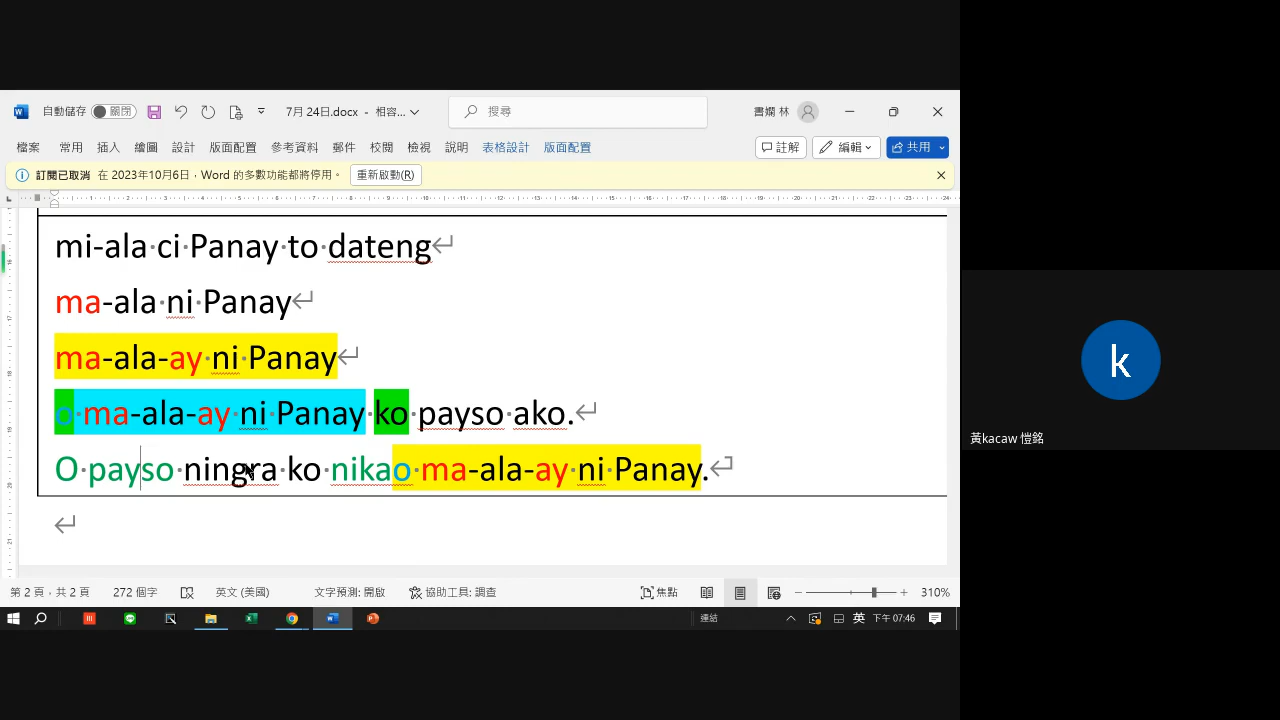 自動儲存 關閉 7月 24日.docx - 相容... 搜尋 書嫻 林
檔案 常用 插入 繪圖 設計 版面配置 參考資料 郵件 校閱 檢視 說明 表格設計 版面配置 註解 編輯 共用
訂閱已取消 在 2023年10月6日，Word 的多數功能都將停用。 重新啟動(R)
mi-ala·ci·Panay·to·dateng↵
ma-ala·ni·Panay↵
ma-ala-ay·ni·Panay↵
o·ma-ala-ay·ni·Panay·ko·payso·ako.↵
O·payso·ningra·ko·nikao·ma-ala-ay·ni·Panay.↵
↵
k
黃kacaw 愷銘
第 2 頁，共 2 頁 272 個字 英文 (美國) 文字預測: 開啟 協助工具: 調查 焦點 310%
連結 英 下午 07:46